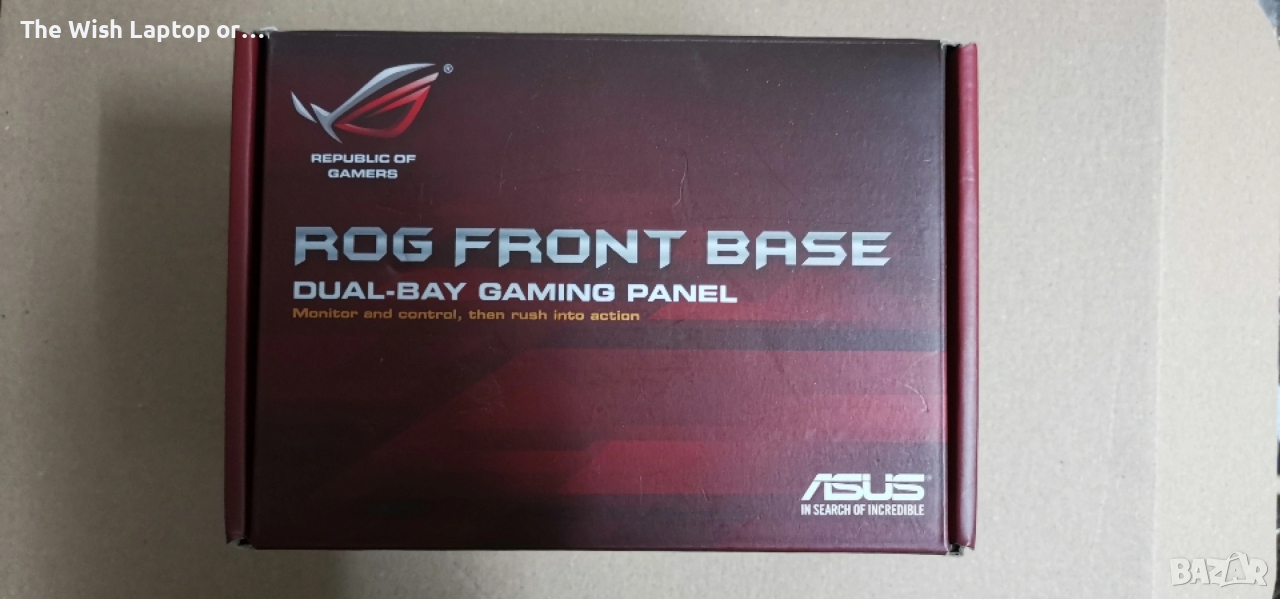 The Wish Laptop or...
REPUBLIC OF
GAMERS
ROG FRONT BASE
DUAL-BAY GAMING PANEL
Monitor and control, then rush into action
ASUS
IN SEARCH OF INCREDIBLE
BAZAR